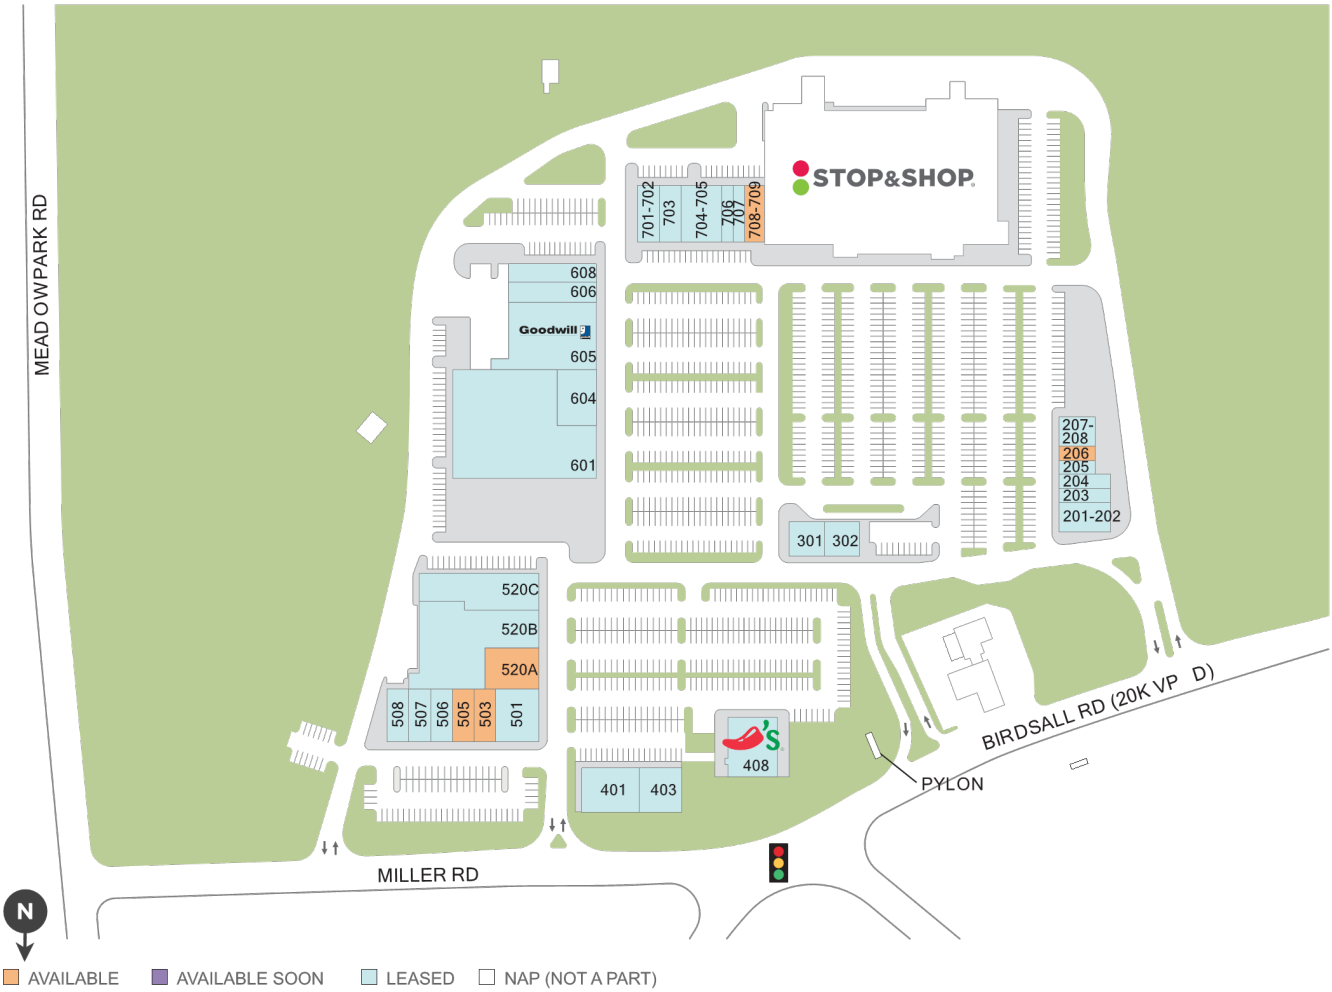 MEAD OWPARK RD
STOP&SHOP®
701-702
703
704-705
706
707
708-709
608
606
Goodwill
605
604
601
207-
208
206
205
204
203
201-202
301
302
520C
520B
520A
508
507
506
505
503
501
'S
408
401
403
PYLON
BIRDSALL RD (20K VP D)
MILLER RD
N
AVAILABLE
AVAILABLE SOON
LEASED
NAP (NOT A PART)